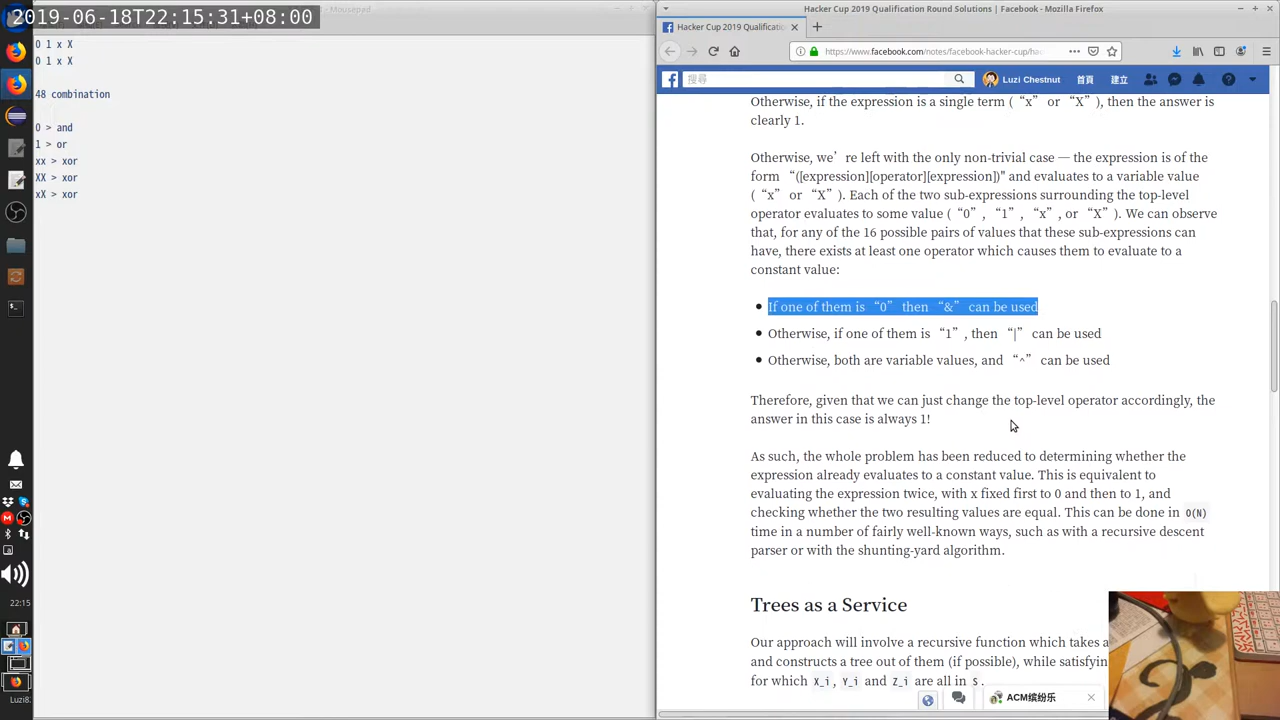 2019-06-18T22:15:31+08:00
Mousepad
0 1 x X
0 1 x X
48 combination
0 > and
1 > or
xx > xor
XX > xor
xX > xor
22:15
Luzi8
Hacker Cup 2019 Qualification Round Solutions | Facebook - Mozilla Firefox
Hacker Cup 2019 Qualificatio
https://www.facebook.com/notes/facebook-hacker-cup/hac
搜尋
Luzi Chestnut
首頁
建立
Otherwise, if the expression is a single term (“x” or “X”), then the answer is
clearly 1.
Otherwise, we’re left with the only non-trivial case — the expression is of the
form “([expression][operator][expression])" and evaluates to a variable value
(“x” or “X”). Each of the two sub-expressions surrounding the top-level
operator evaluates to some value (“0”, “1”, “x”, or “X”). We can observe
that, for any of the 16 possible pairs of values that these sub-expressions can
have, there exists at least one operator which causes them to evaluate to a
constant value:
If one of them is “0” then “&” can be used
Otherwise, if one of them is “1”, then “|” can be used
Otherwise, both are variable values, and “^” can be used
Therefore, given that we can just change the top-level operator accordingly, the
answer in this case is always 1!
As such, the whole problem has been reduced to determining whether the
expression already evaluates to a constant value. This is equivalent to
evaluating the expression twice, with x fixed first to 0 and then to 1, and
checking whether the two resulting values are equal. This can be done in O(N)
time in a number of fairly well-known ways, such as with a recursive descent
parser or with the shunting-yard algorithm.
Trees as a Service
Our approach will involve a recursive function which takes a
and constructs a tree out of them (if possible), while satisfyin
for which X_i, Y_i and Z_i are all in S.
ACM缤纷乐